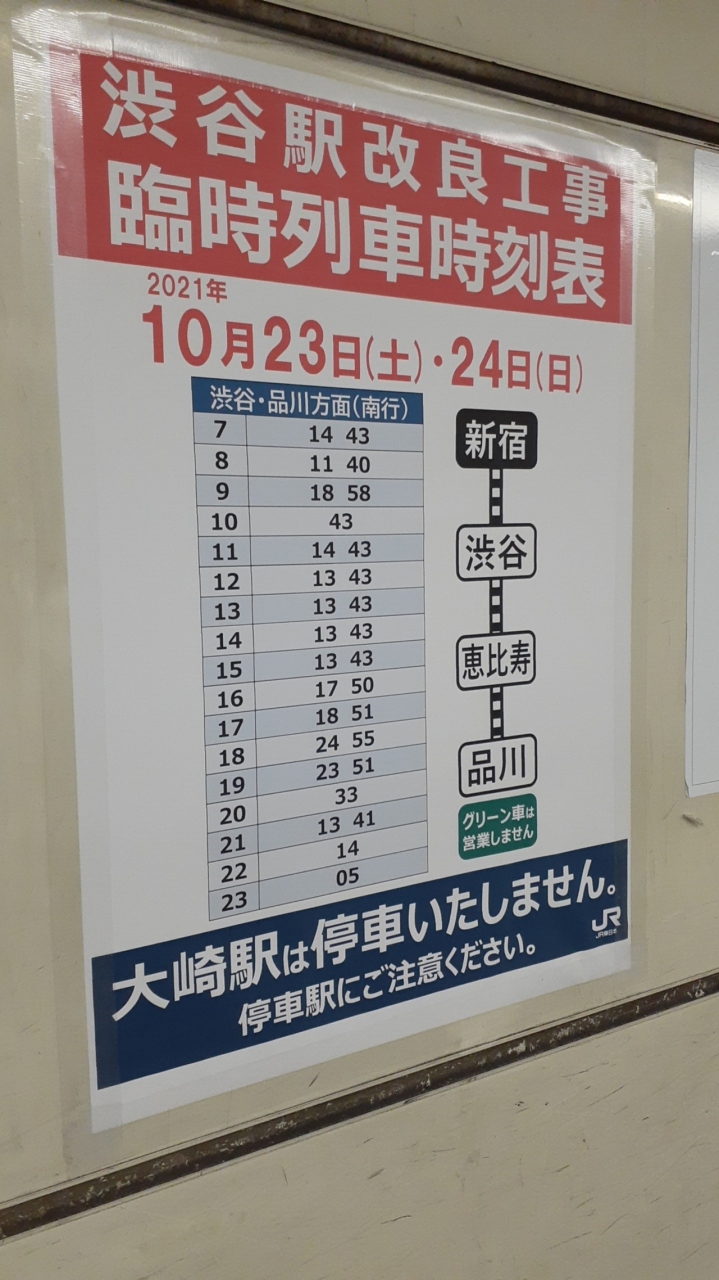 渋谷駅改良工事
臨時列車時刻表
2021年
10月23日(土)・24日(日)
渋谷・品川方面(南行)
7 14 43
8 11 40
9 18 58
10 43
11 14 43
12 13 43
13 13 43
14 13 43
15 13 43
16 17 50
17 18 51
18 24 55
19 23 51
20 33
21 13 41
22 14
23 05
新宿
渋谷
恵比寿
品川
グリーン車は
営業しません
大崎駅は停車いたしません。
停車駅にご注意ください。
JR
JR東日本